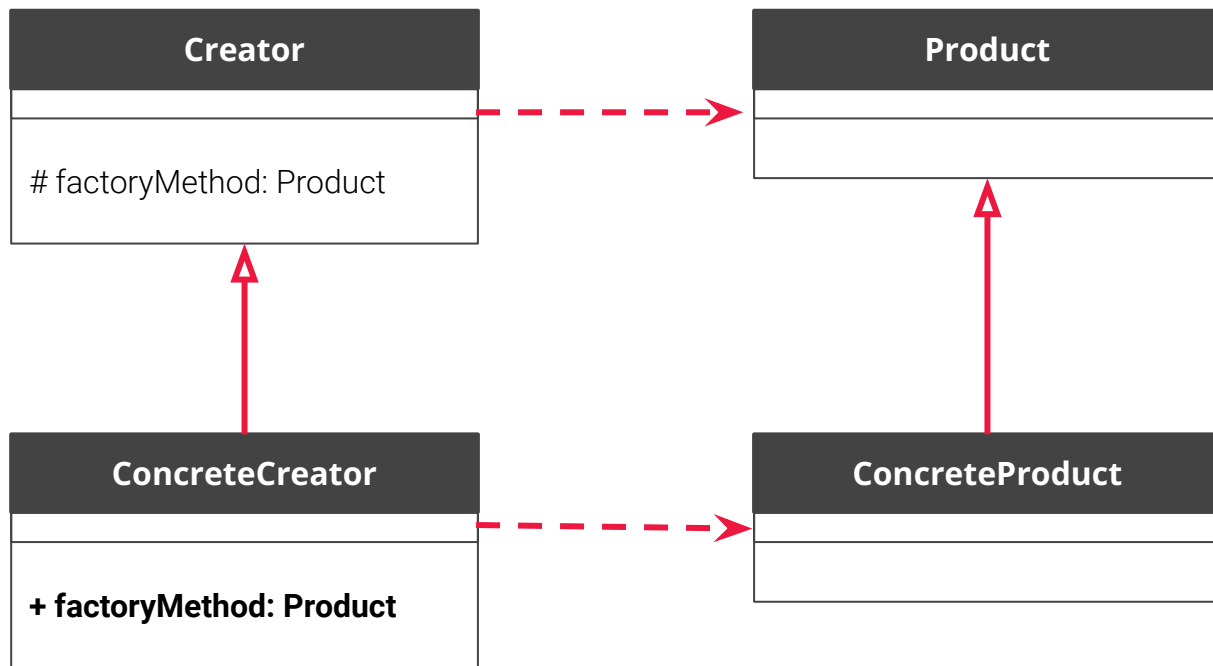 Creator
Product
# factoryMethod: Product
ConcreteCreator
ConcreteProduct
+ factoryMethod: Product